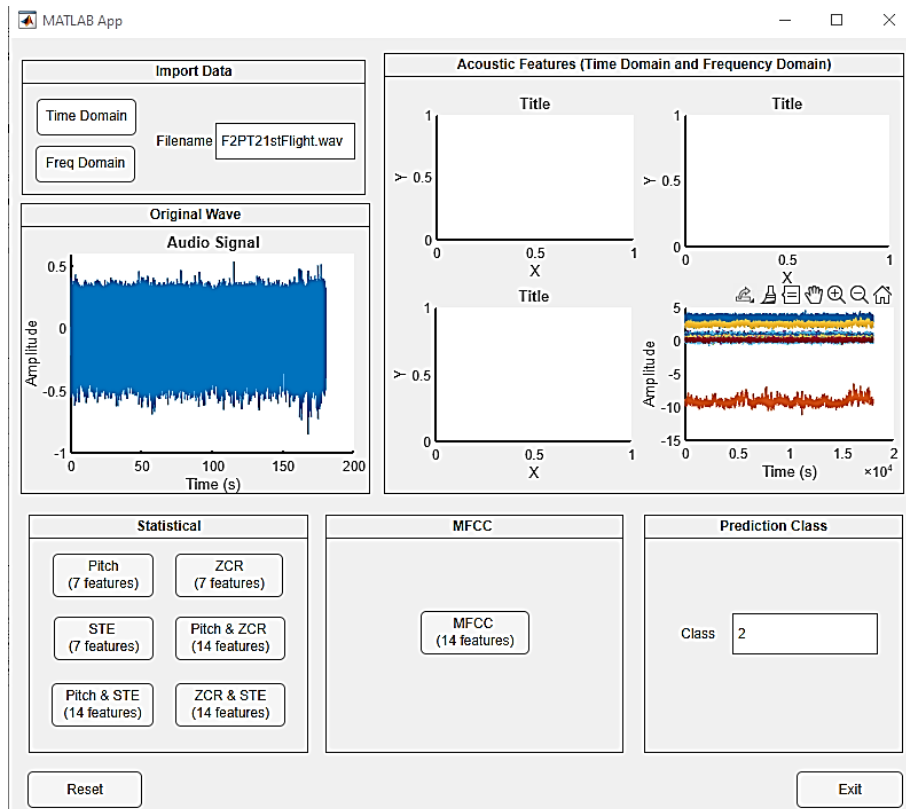 MATLAB App
Import Data
Time Domain
Freq Domain
Filename
F2PT21stFlight.wav
Original Wave
Audio Signal
0.5
0
-0.5
-1
Amplitude
0
50
100
150
200
Time (s)
Acoustic Features (Time Domain and Frequency Domain)
Title
1
0.5
0
Y
0
0.5
1
X
Title
1
0.5
0
Y
0
0.5
1
X
Title
1
0.5
0
Y
0
0.5
1
X
5
0
-5
-10
-15
Amplitude
0
0.5
1
1.5
2
Time (s)
×10⁴
Statistical
Pitch
(7 features)
ZCR
(7 features)
STE
(7 features)
Pitch & ZCR
(14 features)
Pitch & STE
(14 features)
ZCR & STE
(14 features)
MFCC
MFCC
(14 features)
Prediction Class
Class
2
Reset
Exit